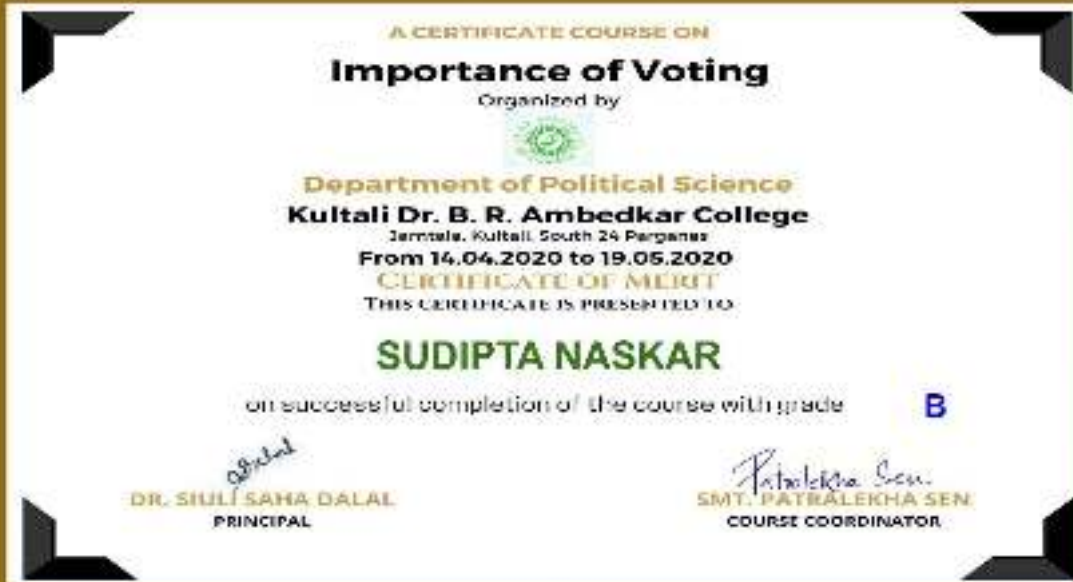 A CERTIFICATE COURSE ON
Importance of Voting
Organized by
Department of Political Science
Kultali Dr. B. R. Ambedkar College
Jamtala, Kultali, South 24 Parganas
From 14.04.2020 to 19.05.2020
CERTIFICATE OF MERIT
THIS CERTIFICATE IS PRESENTED TO
SUDIPTA NASKAR
on successful completion of the course with grade B
Patralekha Sen.
DR. SIULI SAHA DALAL
SMT. PATRALEKHA SEN
PRINCIPAL
COURSE COORDINATOR